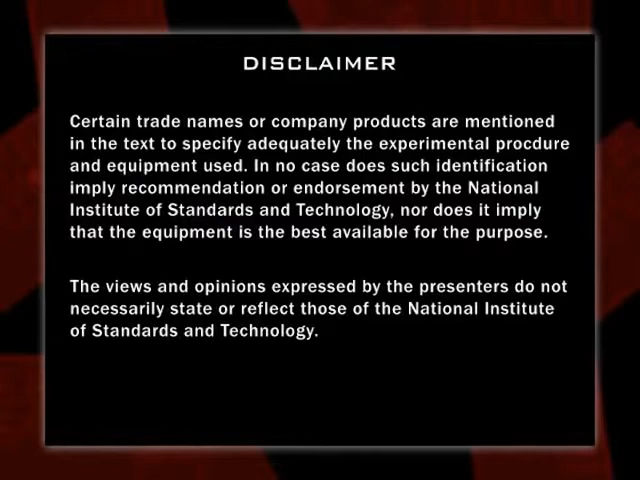 DISCLAIMER
Certain trade names or company products are mentioned
in the text to specify adequately the experimental procdure
and equipment used. In no case does such identification
imply recommendation or endorsement by the National
Institute of Standards and Technology, nor does it imply
that the equipment is the best available for the purpose.
The views and opinions expressed by the presenters do not
necessarily state or reflect those of the National Institute
of Standards and Technology.